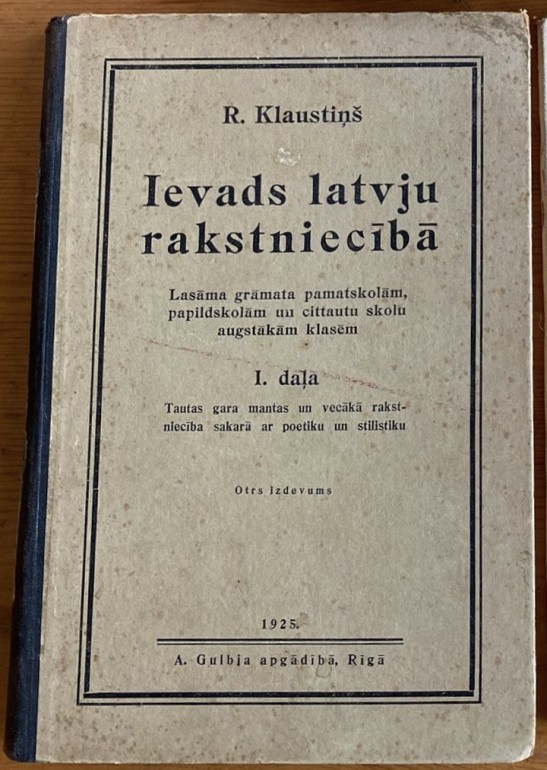 R. Klaustiņš
Ievads latvju
rakstniecībā
Lasāma grāmata pamatskolām,
papildskolām un cittautu skolu
augstākām klasēm
I. daļa
Tautas gara mantas un vecākā rakst-
niecība sakarā ar poetiku un stilistiku
Otrs izdevums
1925.
A. Gulbja apgādībā, Rīgā